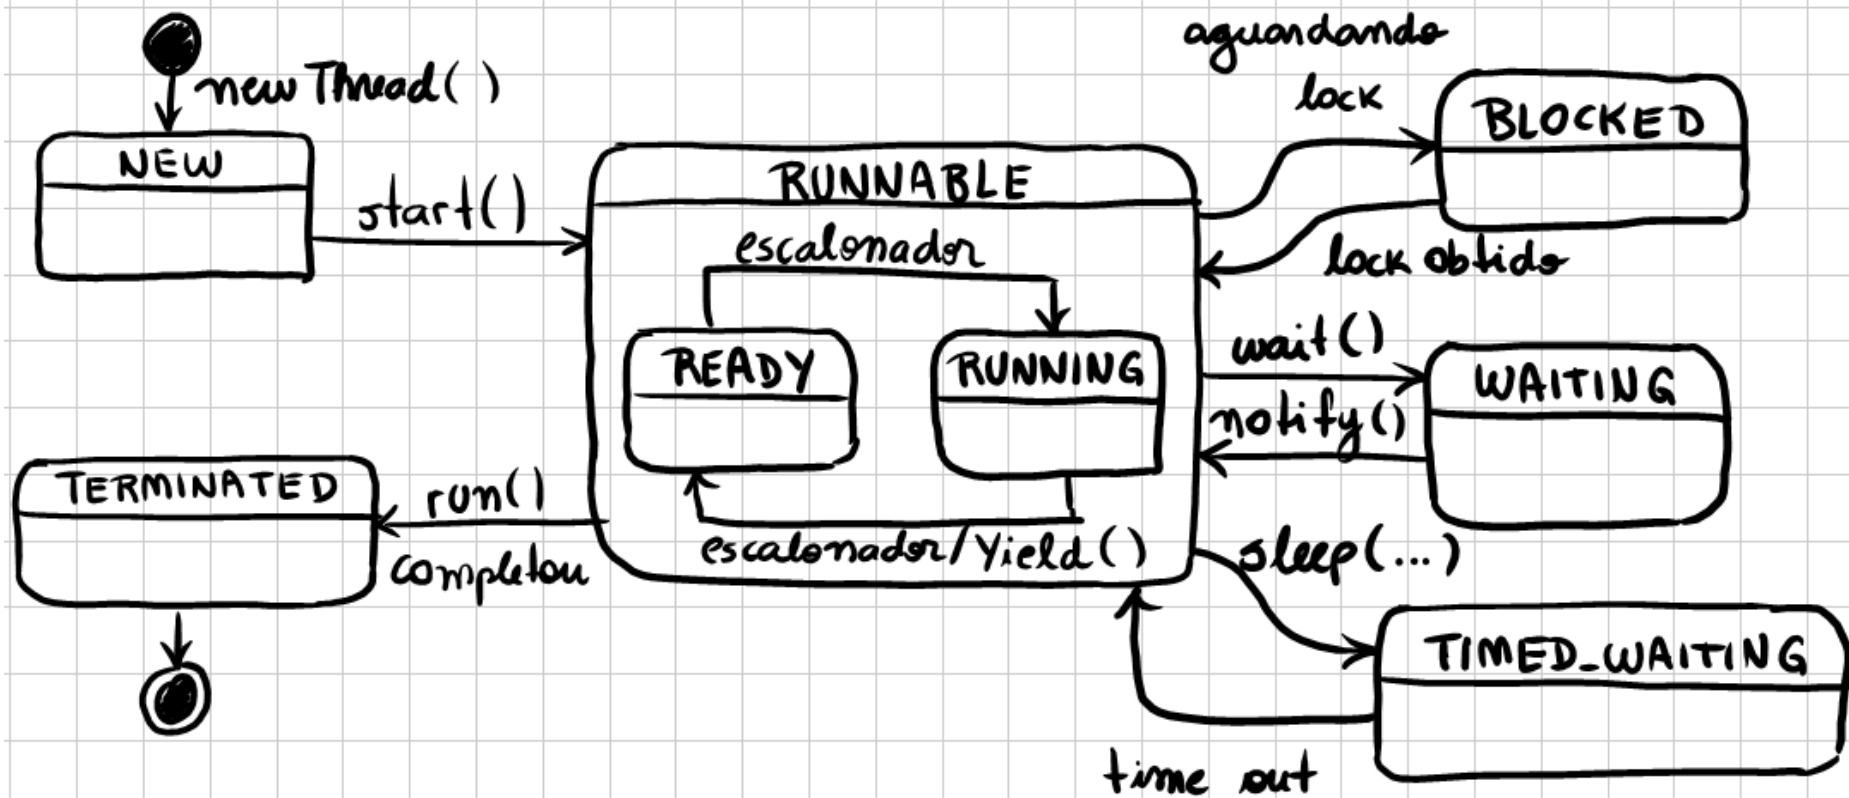 new Thread()
NEW
start()
RUNNABLE
escalonador
READY
RUNNING
escalonador/Yield()
aguardando
lock
BLOCKED
lock obtido
wait()
WAITING
notify()
sleep(...)
TIMED_WAITING
time out
run()
completou
TERMINATED